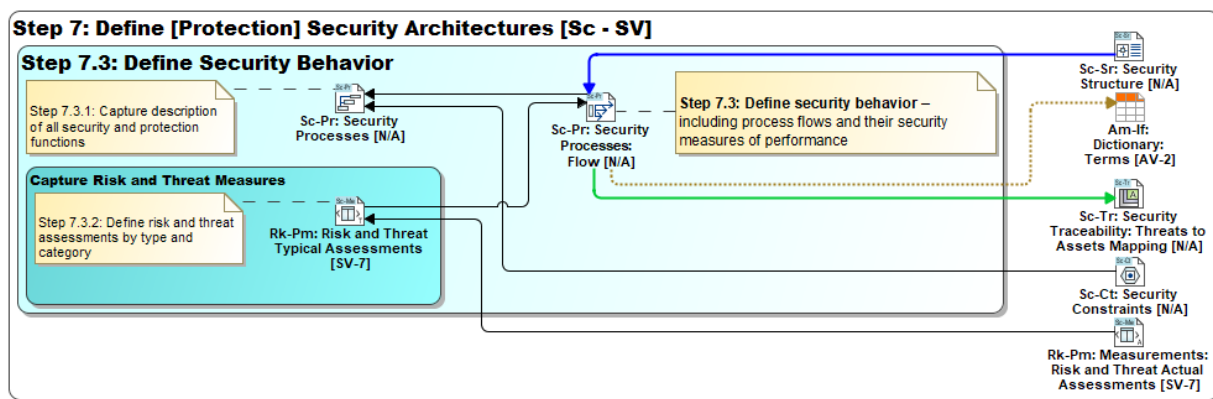 Step 7: Define [Protection] Security Architectures [Sc - SV]
Step 7.3: Define Security Behavior
Step 7.3.1: Capture description
of all security and protection
functions
Sc-Pr
Sc-Pr: Security
Processes [N/A]
Sc-Pr
Sc-Pr: Security
Processes:
Flow [N/A]
Step 7.3: Define security behavior –
including process flows and their security
measures of performance
Capture Risk and Threat Measures
Step 7.3.2: Define risk and threat
assessments by type and
category
Sc-Me
T
Rk-Pm: Risk and Threat
Typical Assessments
[SV-7]
Sc-Sr
Sc-Sr: Security
Structure [N/A]
Am-If:
Dictionary:
Terms [AV-2]
Sc-Tr
A
Sc-Tr: Security
Traceability: Threats to
Assets Mapping [N/A]
Sc-Ct
Sc-Ct: Security
Constraints [N/A]
Sc-Me
A
Rk-Pm: Measurements:
Risk and Threat Actual
Assessments [SV-7]